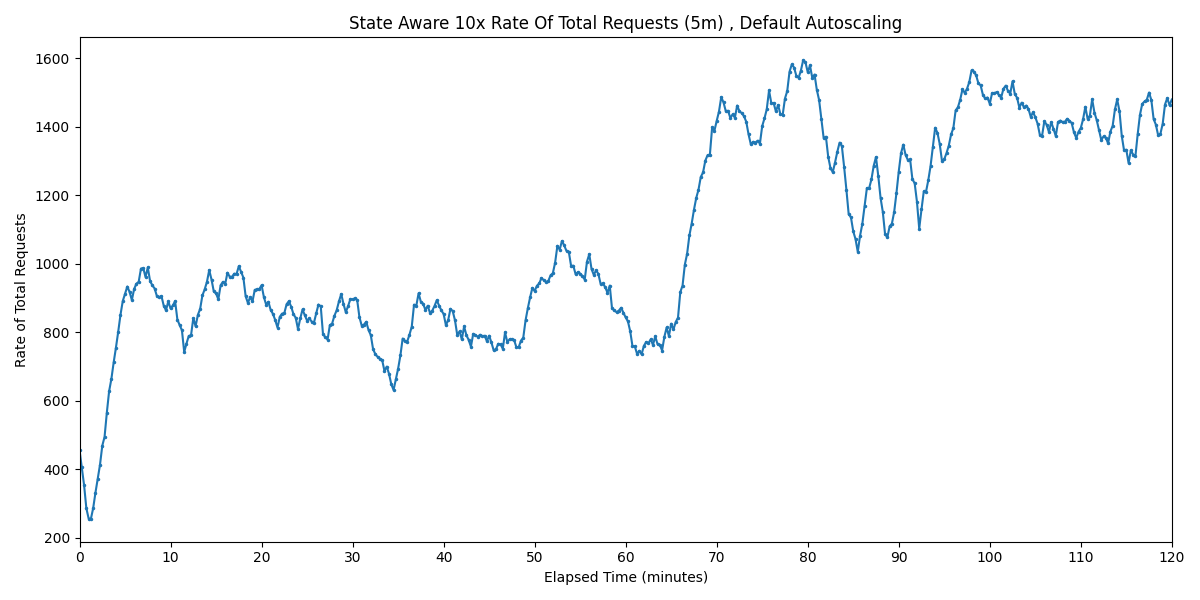 State Aware 10x Rate Of Total Requests (5m) , Default Autoscaling
1600
1400
1200
1000
800
600
400
200
Rate of Total Requests
0 10 20 30 40 50 60 70 80 90 100 110 120
Elapsed Time (minutes)